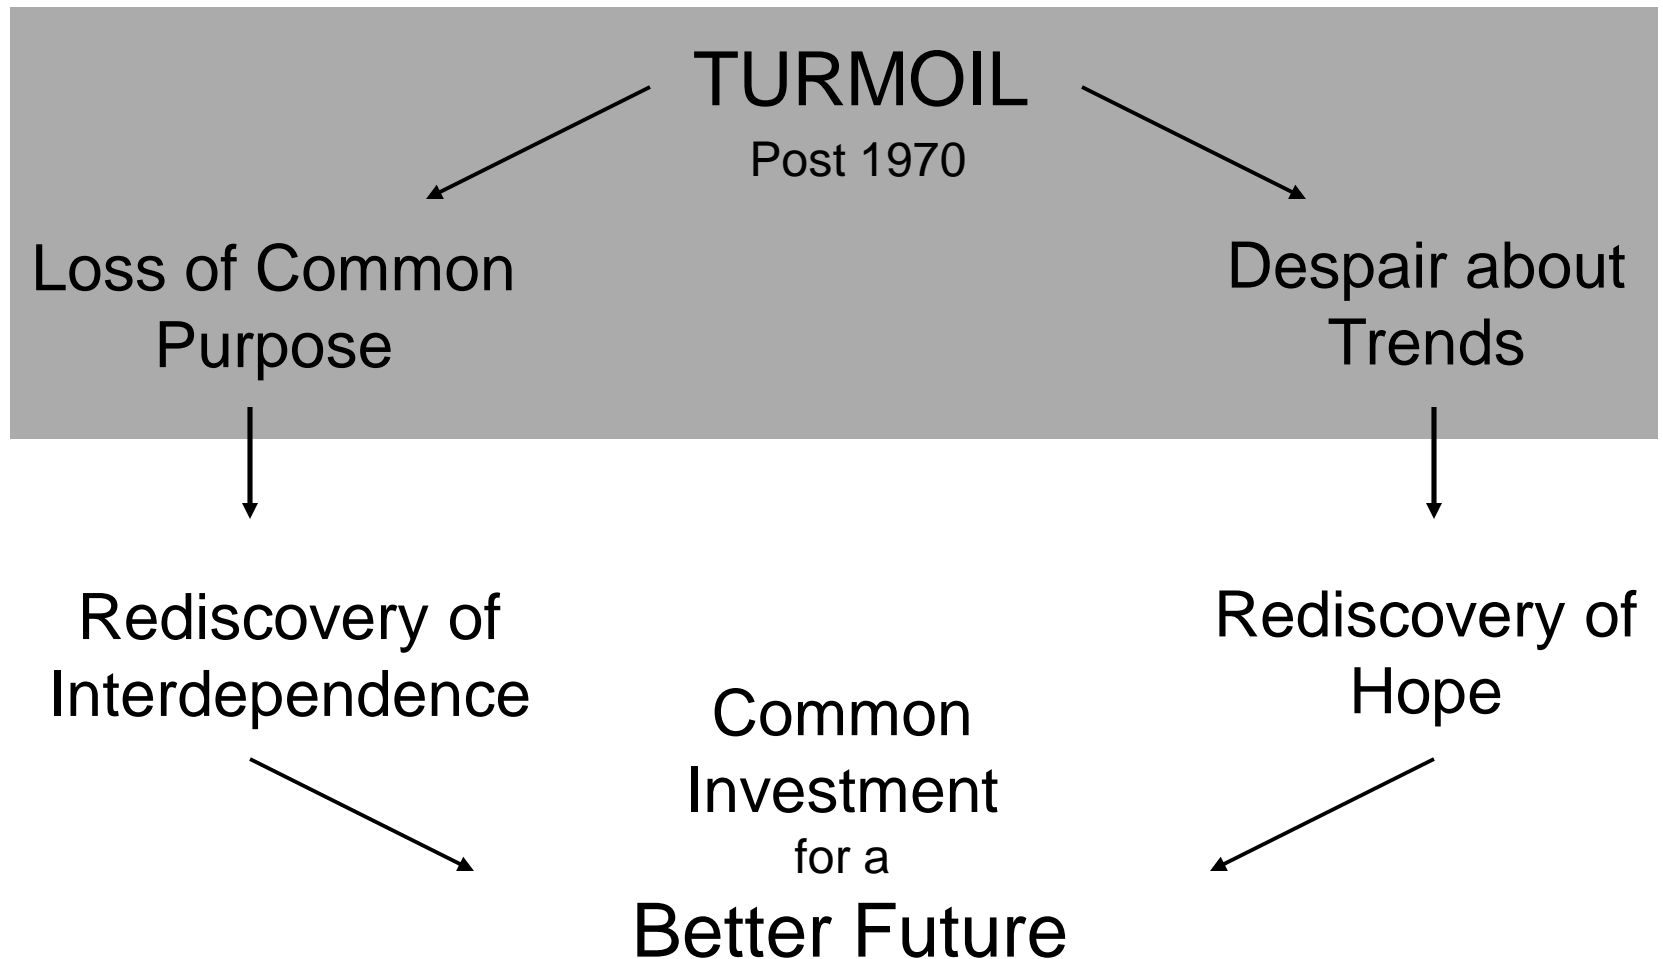 TURMOIL
Post 1970
Loss of Common
Purpose
Despair about
Trends
Rediscovery of
Interdependence
Rediscovery of
Hope
Common
Investment
for a
Better Future